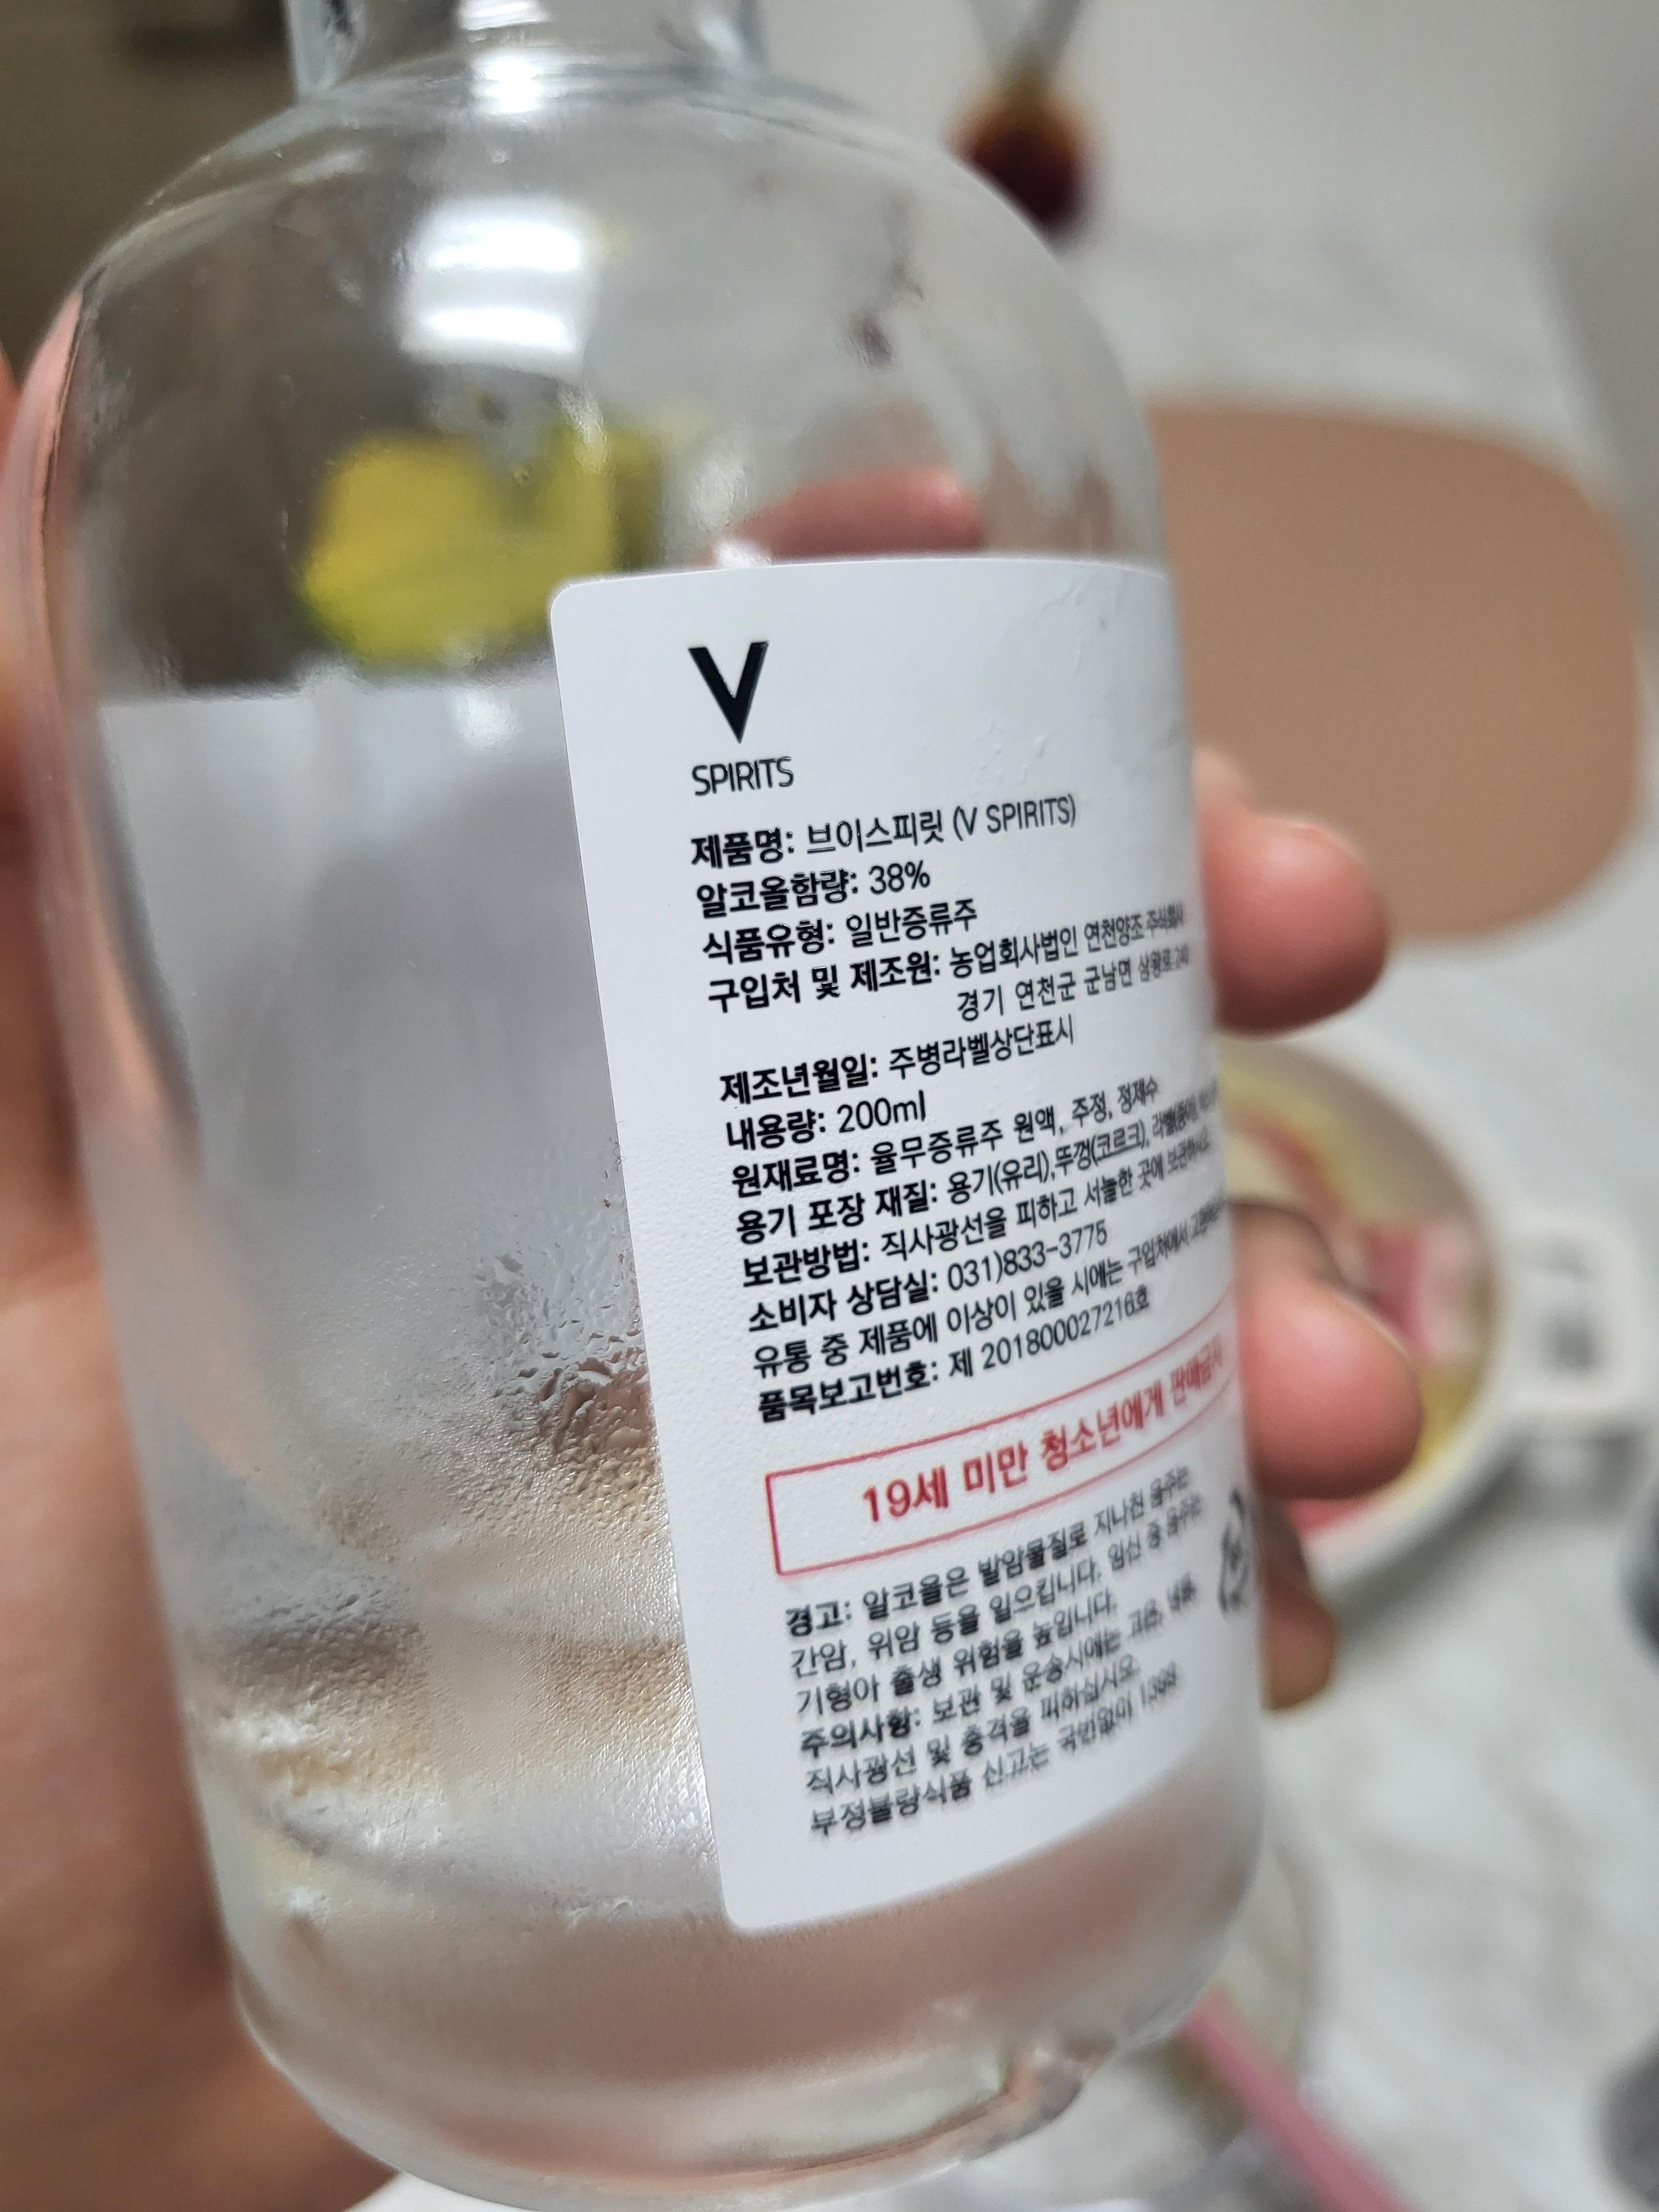 V
SPIRITS
제품명: 브이스피릿 (V SPIRITS)
알코올함량: 38%
식품유형: 일반증류주
구입처 및 제조원: 농업회사법인 연천양조 주식회사
경기 연천군 군남면 삼왕로
제조년월일: 주병라벨상단표시
내용량: 200ml
원재료명: 율무증류주 원액, 주정, 정제수
용기 포장 재질: 용기(유리),뚜껑(코르크),
보관방법: 직사광선을 피하고 서늘한 곳에 보관하시오
소비자 상담실: 031)833-3775
유통 중 제품에 이상이 있을 시에는 구입처에서
품목보고번호: 제 201800027216호
19세 미만 청소년에게 판매금지
경고: 알코올은 발암물질로 지나친 음주는
간암, 위암 등을 일으킵니다. 임신 중 음주는
기형아 출생 위험을 높입니다.
주의사항: 보관 및 운송시에는 고온, 냉동,
직사광선 및 충격을 피하십시오.
부정불량식품 신고는 국번없이 1399